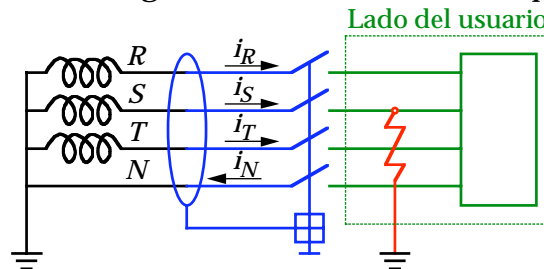 Lado del usuario
R
i_R
S
i_S
T
i_T
N
i_N